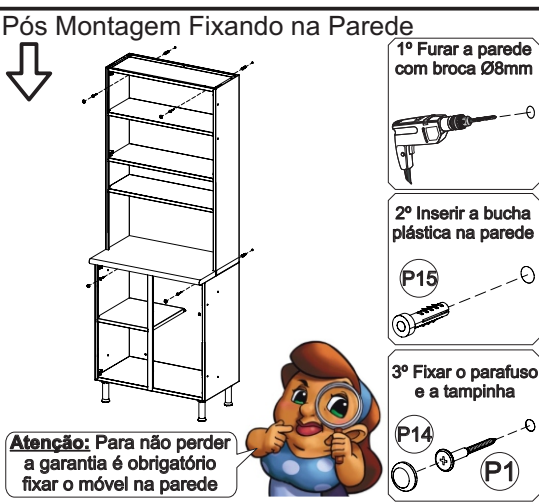 Pós Montagem Fixando na Parede
1º Furar a parede
com broca Ø8mm
2º Inserir a bucha
plástica na parede
P15
3º Fixar o parafuso
e a tampinha
P14
P1
Atenção: Para não perder
a garantia é obrigatório
fixar o móvel na parede